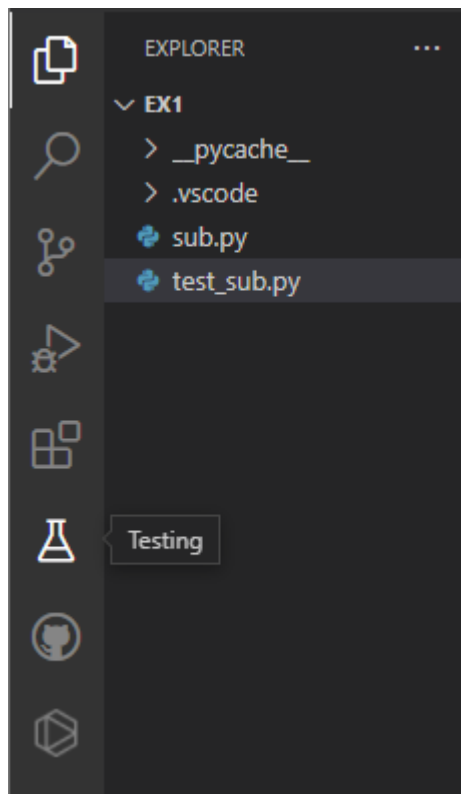 EXPLORER ...
EX1
__pycache__
.vscode
sub.py
test_sub.py
Testing